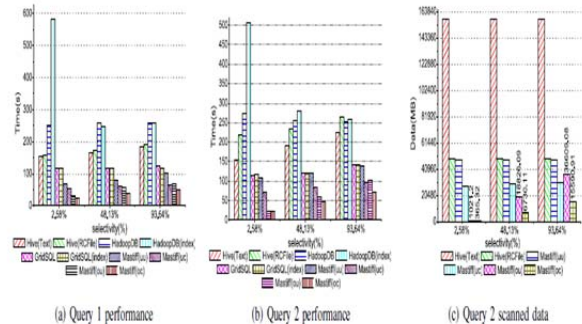 600
500
400
300
200
100
0
Time(s)
2,58% 48,13% 93,64%
selectivity(%)
Hive(Text) Hive(RCFile) HadoopDB HadoopDB(index)
GridSQL GridSQL(index) Mastiff(uu) Mastiff(uc)
Mastiff(ou) Mastiff(oc)
(a) Query 1 performance
500
400
300
200
100
0
Time(s)
2,58% 48,13% 93,64%
selectivity(%)
Hive(Text) Hive(RCFile) HadoopDB HadoopDB(index)
GridSQL GridSQL(index) Mastiff(uu) Mastiff(uc)
Mastiff(ou) Mastiff(oc)
(b) Query 2 performance
163840
143360
122880
102400
81920
61440
40960
20480
0
Data(MB)
36609,08
2,58% 48,13% 93,64%
selectivity(%)
Hive(Text) Hive(RCFile) Mastiff(uu)
Mastiff(uc) Mastiff(ou) Mastiff(oc)
(c) Query 2 scanned data